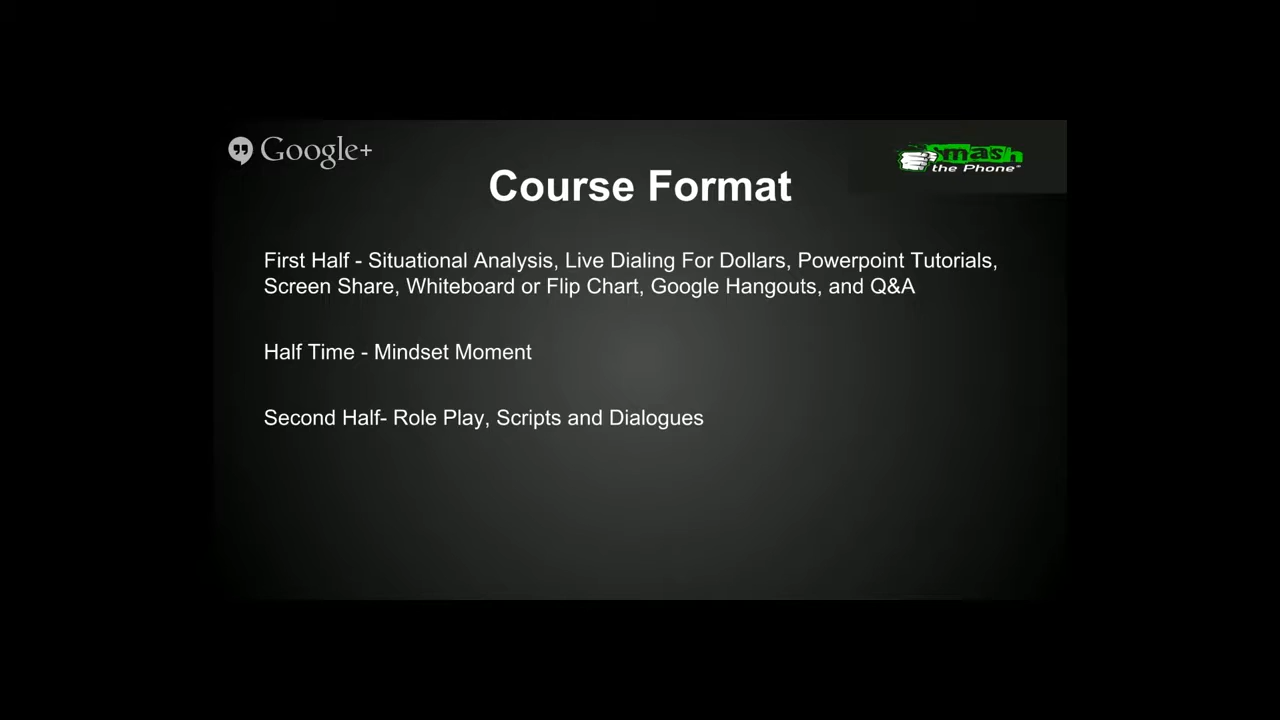 Google+
Smash
the Phone
Course Format
First Half - Situational Analysis, Live Dialing For Dollars, Powerpoint Tutorials,
Screen Share, Whiteboard or Flip Chart, Google Hangouts, and Q&A
Half Time - Mindset Moment
Second Half- Role Play, Scripts and Dialogues